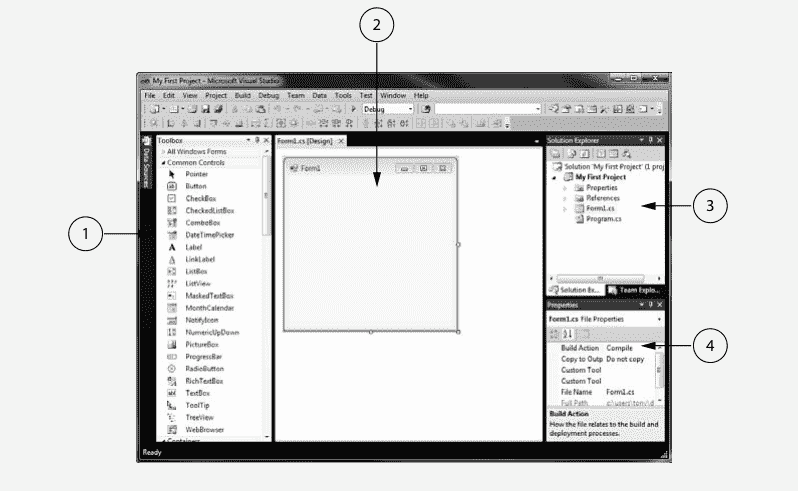 2
My First Project - Microsoft Visual Studio
File Edit View Project Build Debug Team Data Tools Test Window Help
Debug
Data Sources
Toolbox
All Windows Forms
Common Controls
Pointer
Button
CheckBox
CheckedListBox
ComboBox
DateTimePicker
Label
LinkLabel
ListBox
ListView
MaskedTextBox
MonthCalendar
NotifyIcon
NumericUpDown
PictureBox
ProgressBar
RadioButton
RichTextBox
TextBox
ToolTip
TreeView
WebBrowser
Containers
1
Form1.cs [Design]
Form1
Solution Explorer
Solution 'My First Project' (1 proj
My First Project
Properties
References
Form1.cs
Program.cs
3
Solution Ex... Team Explo...
Properties
Form1.cs File Properties
Build Action Compile
Copy to Outp Do not copy
Custom Tool
Custom Tool
File Name Form1.cs
Full Path
4
Build Action
How the file relates to the build and
deployment processes.
Ready